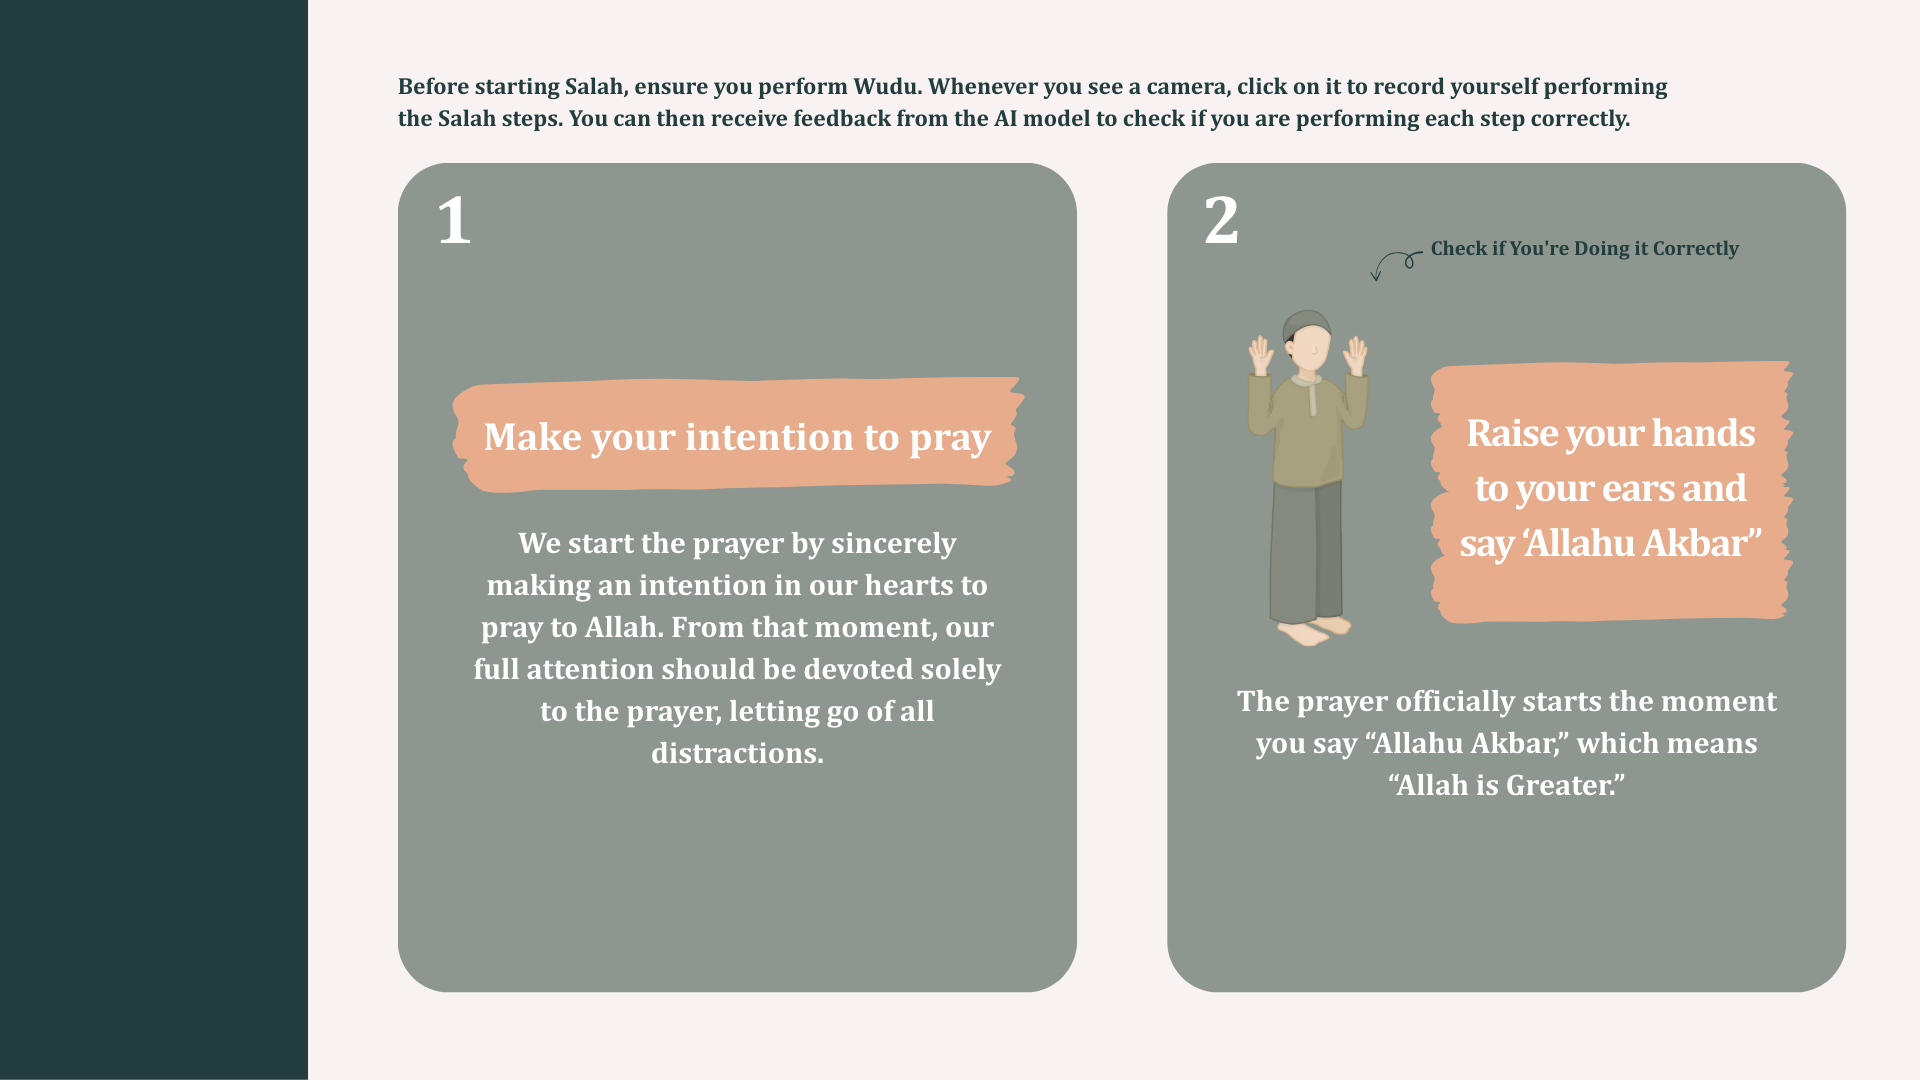 Before starting Salah, ensure you perform Wudu. Whenever you see a camera, click on it to record yourself performing
the Salah steps. You can then receive feedback from the AI model to check if you are performing each step correctly.
1
Make your intention to pray
We start the prayer by sincerely
making an intention in our hearts to
pray to Allah. From that moment, our
full attention should be devoted solely
to the prayer, letting go of all
distractions.
2
Check if You're Doing it Correctly
Raise your hands
to your ears and
say ‘Allahu Akbar”
The prayer officially starts the moment
you say “Allahu Akbar,” which means
“Allah is Greater.”